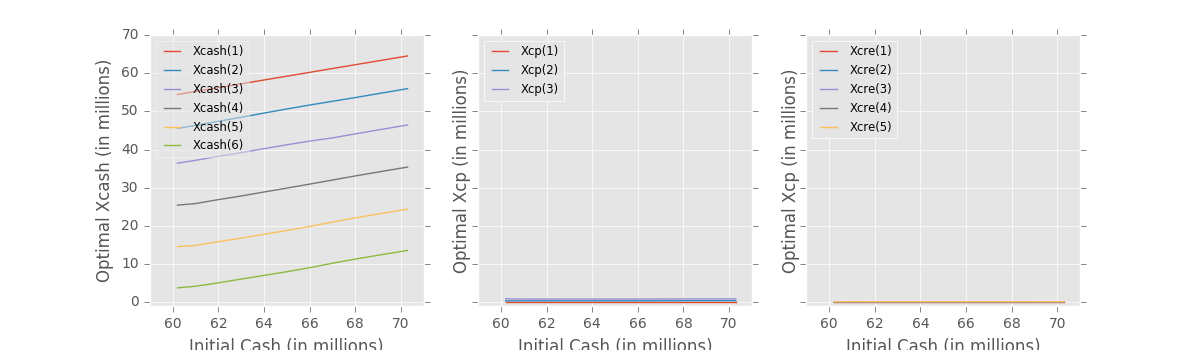 70
60
50
40
30
20
10
0
Optimal Xcash (in millions)
Xcash(1)
Xcash(2)
Xcash(3)
Xcash(4)
Xcash(5)
Xcash(6)
60 62 64 66 68 70
Initial Cash (in millions)
Optimal Xcp (in millions)
Xcp(1)
Xcp(2)
Xcp(3)
60 62 64 66 68 70
Initial Cash (in millions)
Optimal Xcp (in millions)
Xcre(1)
Xcre(2)
Xcre(3)
Xcre(4)
Xcre(5)
60 62 64 66 68 70
Initial Cash (in millions)